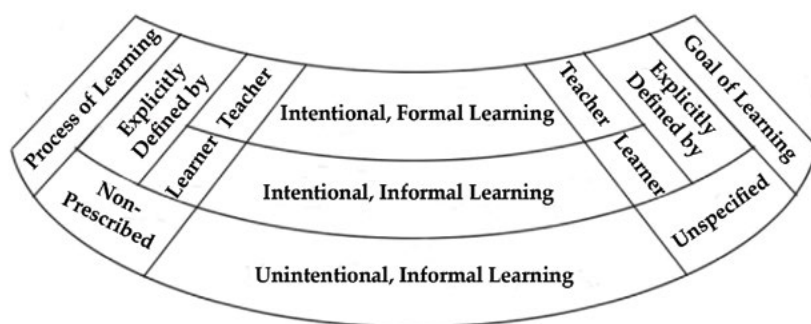 Process of Learning
Explicitly
Defined by
Teacher
Learner
Non-
Prescribed
Intentional, Formal Learning
Intentional, Informal Learning
Unintentional, Informal Learning
Teacher
Learner
Explicitly
Defined by
Goal of Learning
Unspecified